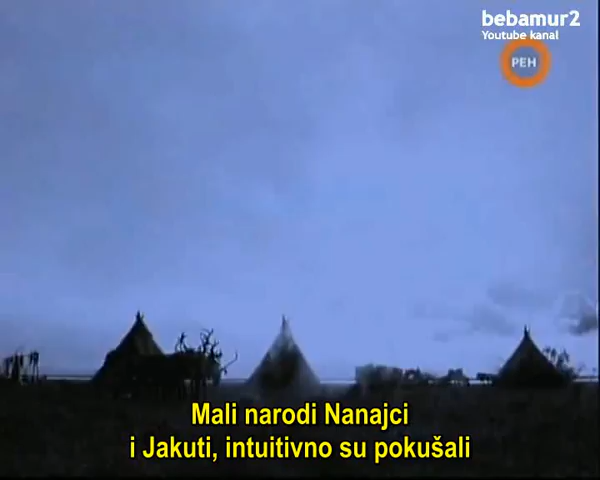 bebamur2
Youtube kanal
РЕН
Mali narodi Nanajci
i Jakuti, intuitivno su pokušali